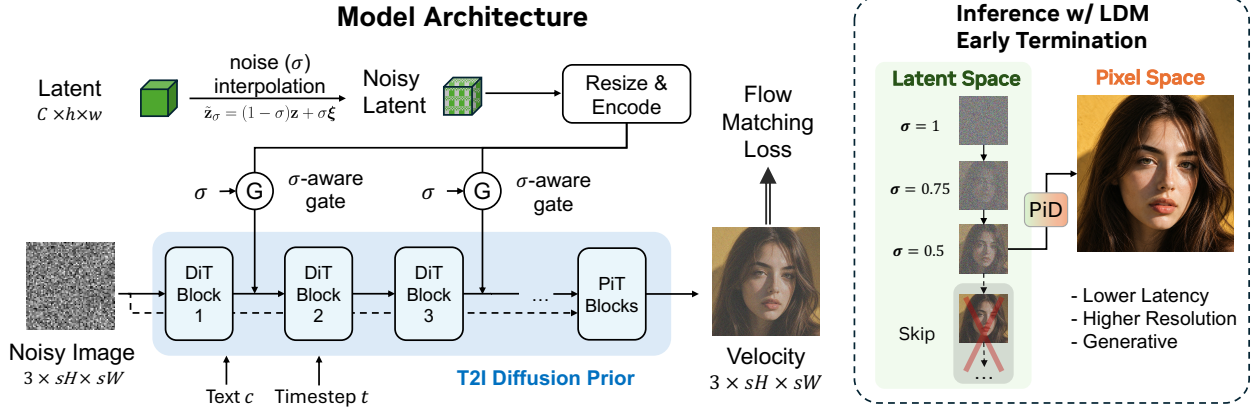 Model Architecture
Latent
C × h × w
noise (σ)
interpolation
z̃_σ = (1 − σ)z + σξ
Noisy
Latent
Resize &
Encode
σ
G
σ-aware
gate
σ
G
σ-aware
gate
Flow
Matching
Loss
Noisy Image
3 × sH × sW
DiT
Block
1
DiT
Block
2
DiT
Block
3
...
PiT
Blocks
T2I Diffusion Prior
Text c
Timestep t
Velocity
3 × sH × sW
Inference w/ LDM
Early Termination
Latent Space
Pixel Space
σ = 1
σ = 0.75
σ = 0.5
PiD
Skip
...
- Lower Latency
- Higher Resolution
- Generative